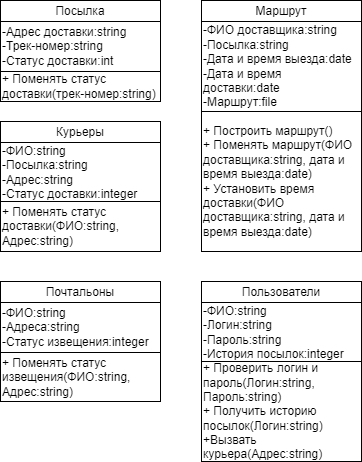 Посылка
-Адрес доставки:string
-Трек-номер:string
-Статус доставки:int
+ Поменять статус
доставки(трек-номер:string)
Маршрут
-ФИО доставщика:string
-Посылка:string
-Дата и время выезда:date
-Дата и время
доставки:date
-Маршрут:file
+ Построить маршрут()
+ Поменять маршрут(ФИО
доставщика:string, дата и
время выезда:date)
+ Установить время
доставки(ФИО
доставщика:string, дата и
время выезда:date)
Курьеры
-ФИО:string
-Посылка:string
-Адрес:string
-Статус доставки:integer
+ Поменять статус
доставки(ФИО:string,
Адрес:string)
Почтальоны
-ФИО:string
-Адреса:string
-Статус извещения:integer
+ Поменять статус
извещения(ФИО:string,
Адрес:string)
Пользователи
-ФИО:string
-Логин:string
-Пароль:string
-История посылок:integer
+ Проверить логин и
пароль(Логин:string,
Пароль:string)
+ Получить историю
посылок(Логин:string)
+Вызвать
курьера(Адрес:string)